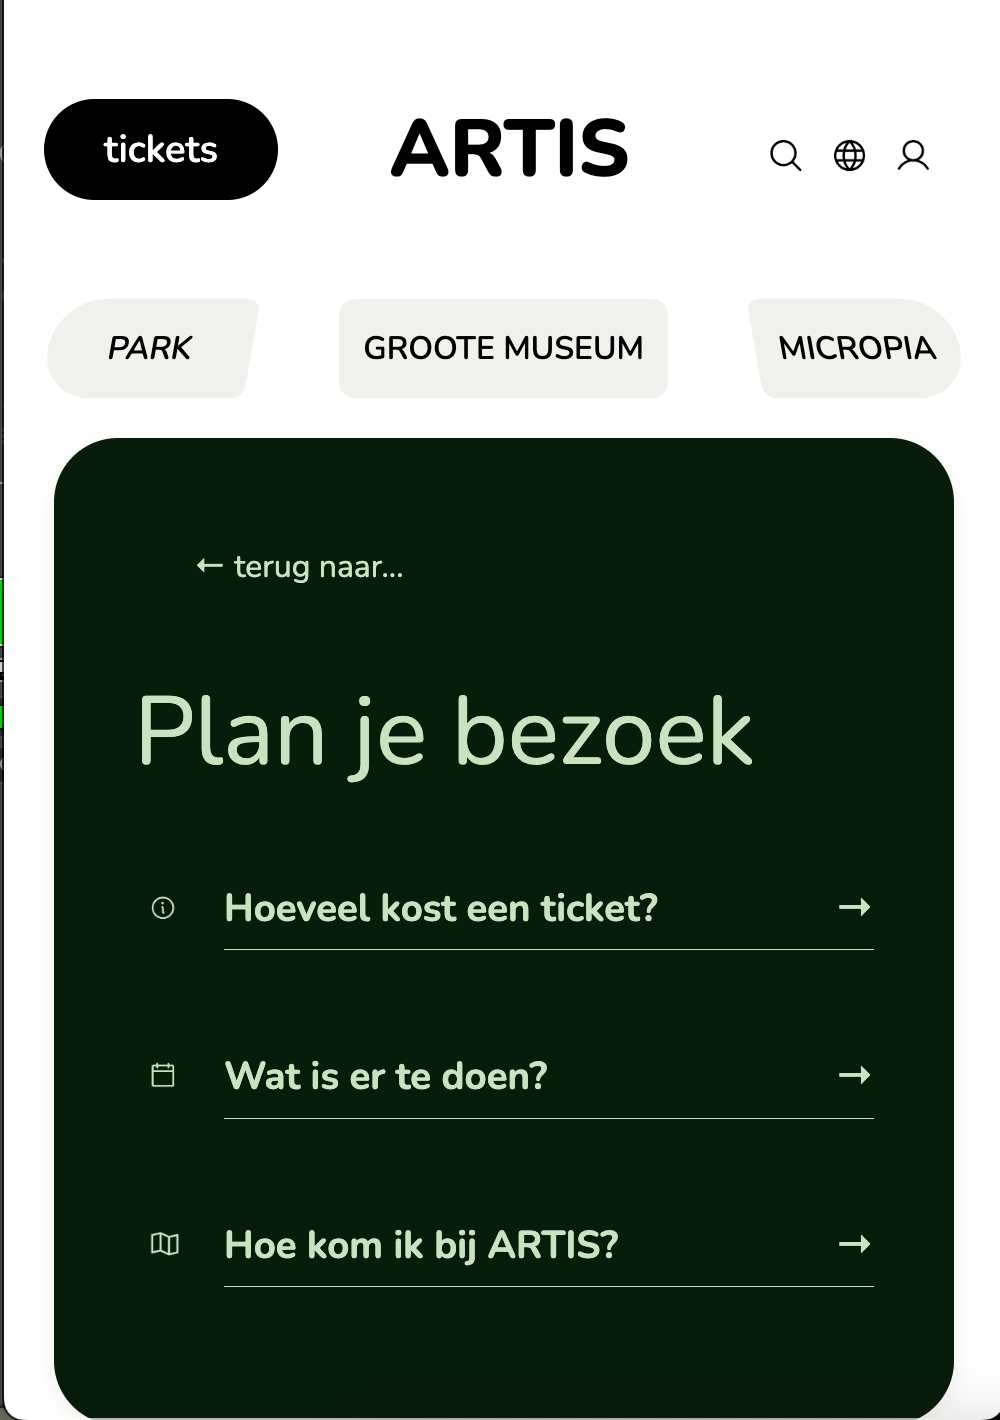 tickets
ARTIS
PARK
GROOTE MUSEUM
MICROPIA
← terug naar...
Plan je bezoek
Hoeveel kost een ticket? →
Wat is er te doen? →
Hoe kom ik bij ARTIS? →